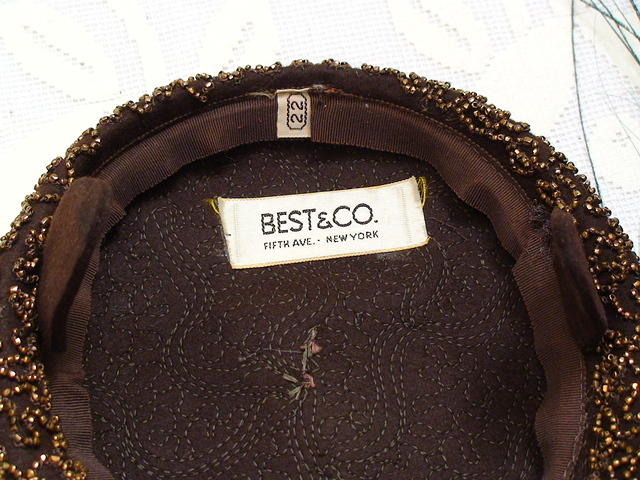 22
BEST&CO.
FIFTH AVE. · NEW YORK